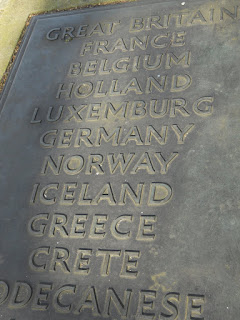 GREAT BRITAIN
FRANCE
BELGIUM
HOLLAND
LUXEMBURG
GERMANY
NORWAY
ICELAND
GREECE
CRETE
ODECANESE